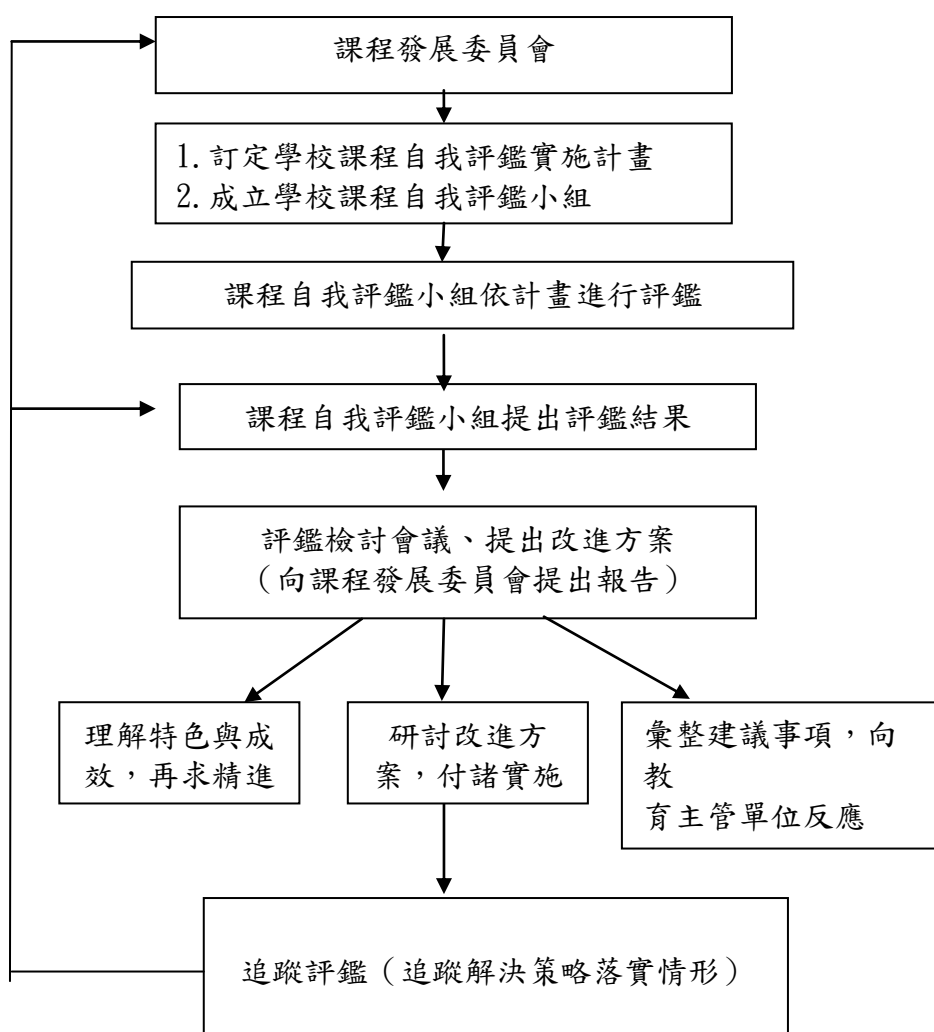 課程發展委員會
1.訂定學校課程自我評鑑實施計畫
2.成立學校課程自我評鑑小組
課程自我評鑑小組依計畫進行評鑑
課程自我評鑑小組提出評鑑結果
評鑑檢討會議、提出改進方案
（向課程發展委員會提出報告）
理解特色與成
效，再求精進
研討改進方
案，付諸實施
彙整建議事項，向
教
育主管單位反應
追蹤評鑑（追蹤解決策略落實情形）